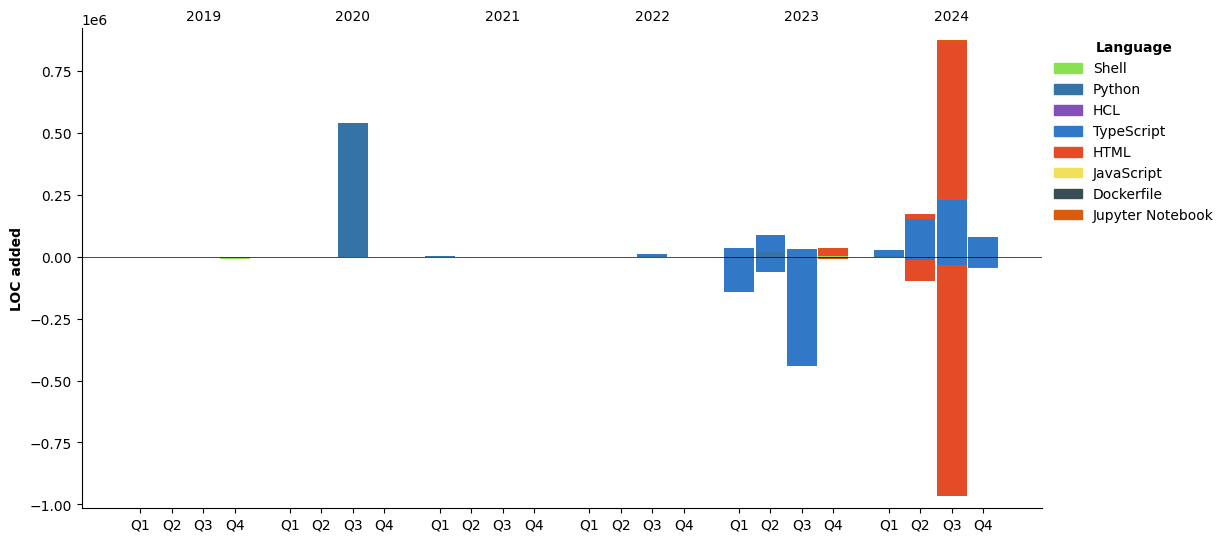 1e6
2019 2020 2021 2022 2023 2024
LOC added
0.75
0.50
0.25
0.00
−0.25
−0.50
−0.75
−1.00
Q1 Q2 Q3 Q4 Q1 Q2 Q3 Q4 Q1 Q2 Q3 Q4 Q1 Q2 Q3 Q4 Q1 Q2 Q3 Q4 Q1 Q2 Q3 Q4
Language
Shell
Python
HCL
TypeScript
HTML
JavaScript
Dockerfile
Jupyter Notebook